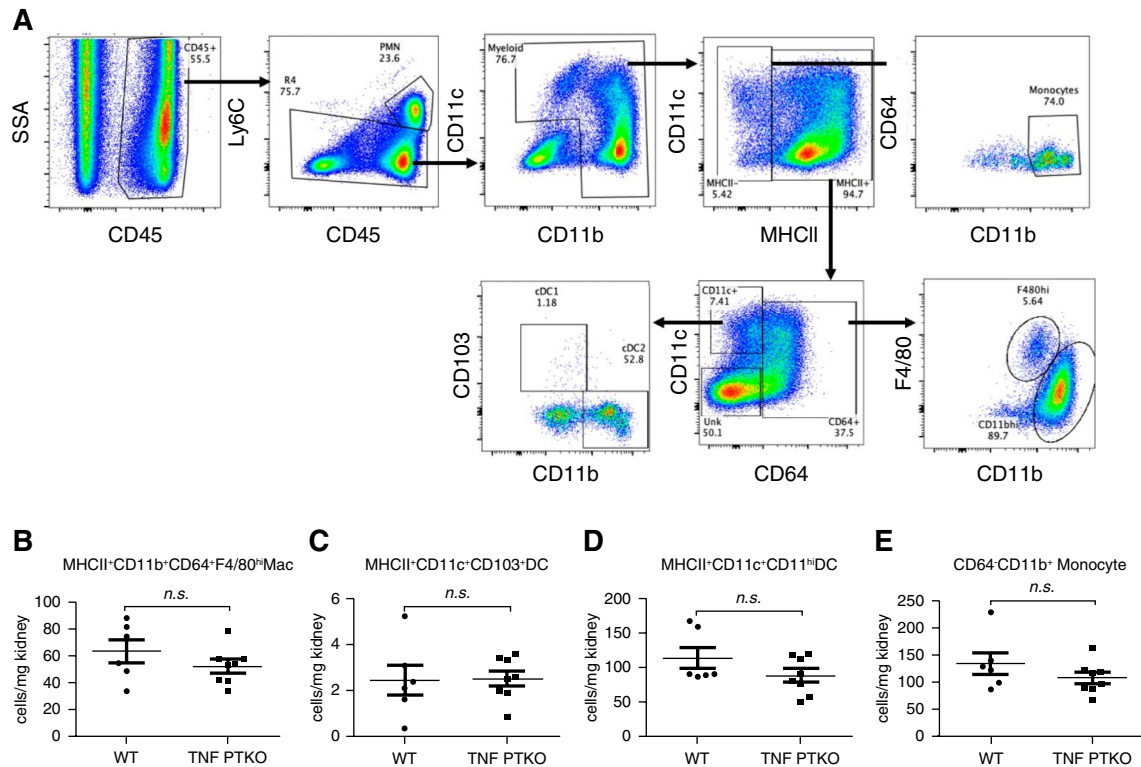 A
SSA
CD45+
55.5
CD45
Ly6C
PMN
23.6
R4
75.7
CD45
CD11c
Myeloid
76.7
CD11b
CD11c
MHCII-
5.42
MHCII+
94.7
MHCII
CD64
Monocytes
74.0
CD11b
CD103
cDC1
1.18
cDC2
52.8
CD11b
CD11c
CD11c+
7.41
Unk
50.1
CD64+
37.5
CD64
F4/80
F480hi
5.64
CD11bhi
89.7
CD11b
B
MHCII+CD11b+CD64+F4/80hiMac
n.s.
cells/mg kidney
100
80
60
40
20
0
WT TNF PTKO
C
MHCII+CD11c+CD103+DC
n.s.
cells/mg kidney
6
4
2
0
WT TNF PTKO
D
MHCII+CD11c+CD11hiDC
n.s.
cells/mg kidney
200
150
100
50
0
WT TNF PTKO
E
CD64-CD11b+ Monocyte
n.s.
cells/mg kidney
250
200
150
100
50
0
WT TNF PTKO